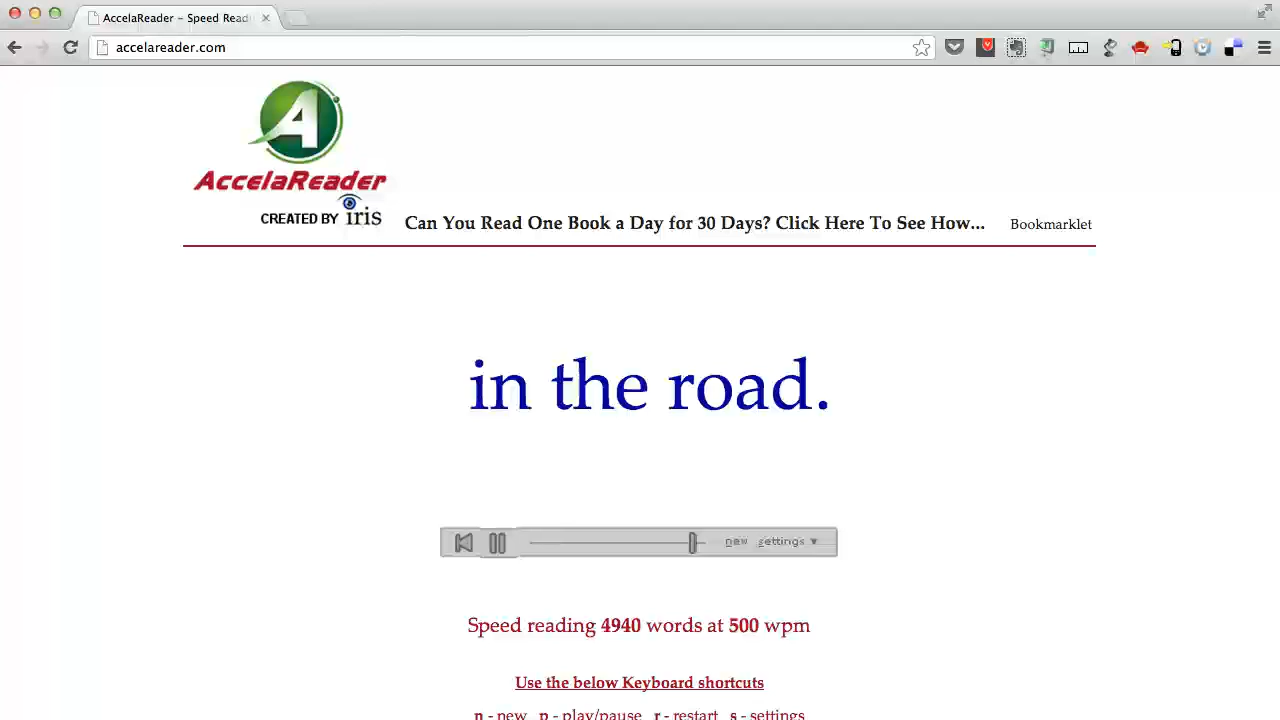 AccelaReader - Speed Read
accelareader.com
A
AccelaReader
CREATED BY iris
Can You Read One Book a Day for 30 Days? Click Here To See How... Bookmarklet
in the road.
new settings
Speed reading 4940 words at 500 wpm
Use the below Keyboard shortcuts
n - new p - play/pause r - restart s - settings